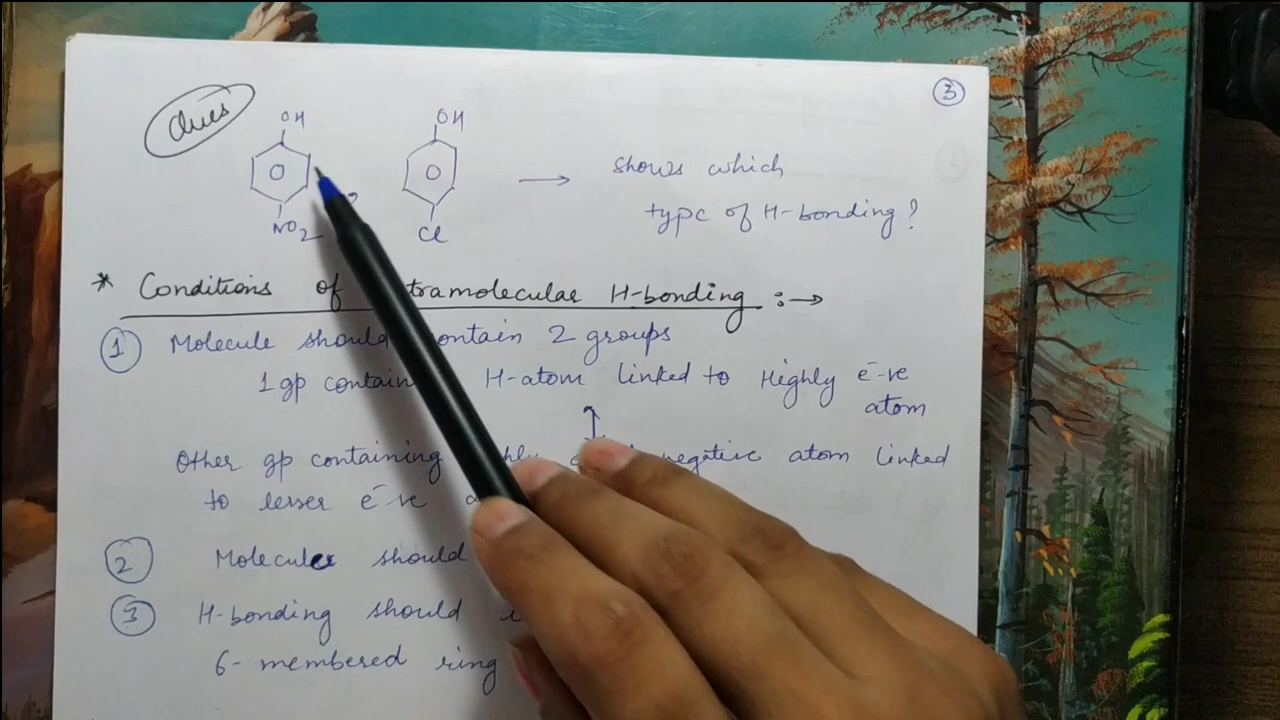 3
Ques
OH OH
NO2 Cl
→ shows which
type of H-bonding?
* Conditions of tramolecular H-bonding :→
1 Molecule should contain 2 groups
1 gp contain H-atom linked to Highly e-ve
atom
Other gp containing negative atom linked
to lesser e-ve
2 Molecule should
3 H-bonding should
6-membered ring